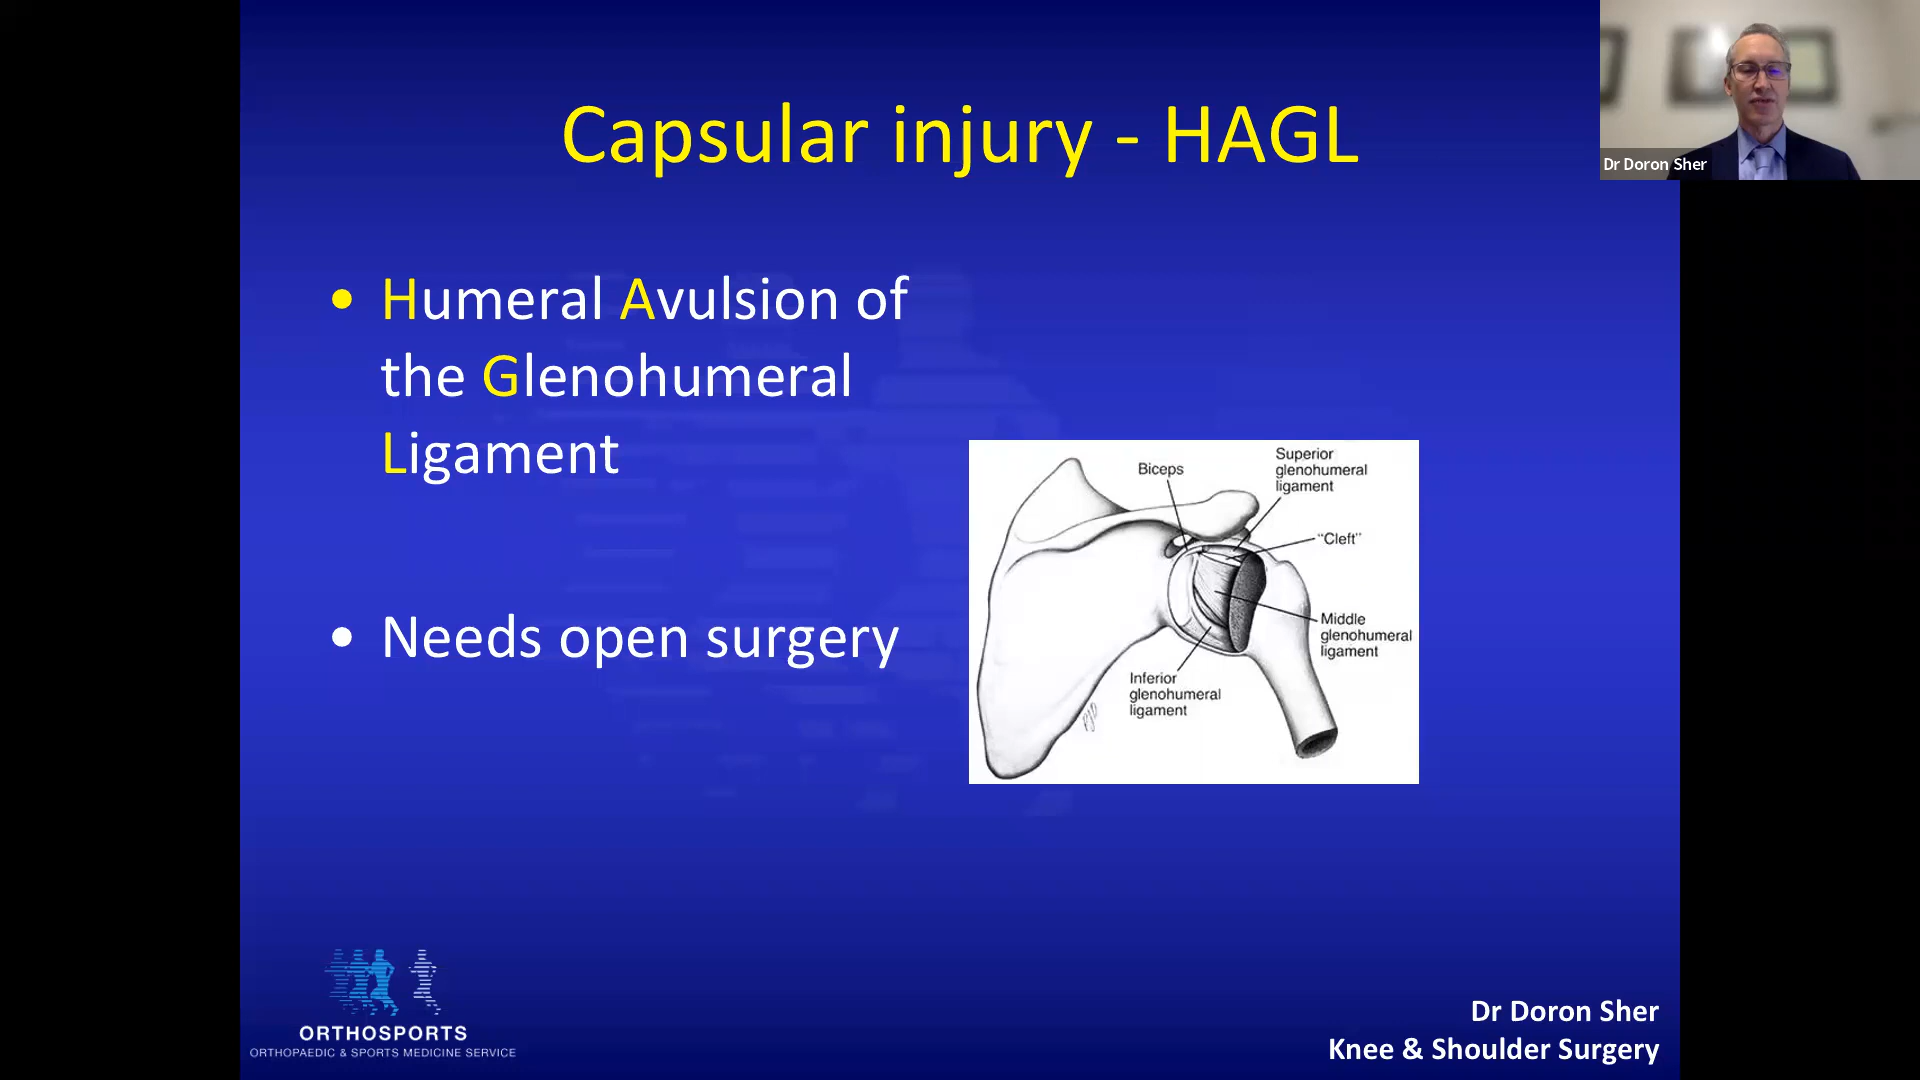 Capsular injury - HAGL
Dr Doron Sher
• Humeral Avulsion of
the Glenohumeral
Ligament
• Needs open surgery
Biceps
Superior
glenohumeral
ligament
"Cleft"
Middle
glenohumeral
ligament
Inferior
glenohumeral
ligament
ORTHOSPORTS
ORTHOPAEDIC & SPORTS MEDICINE SERVICE
Dr Doron Sher
Knee & Shoulder Surgery